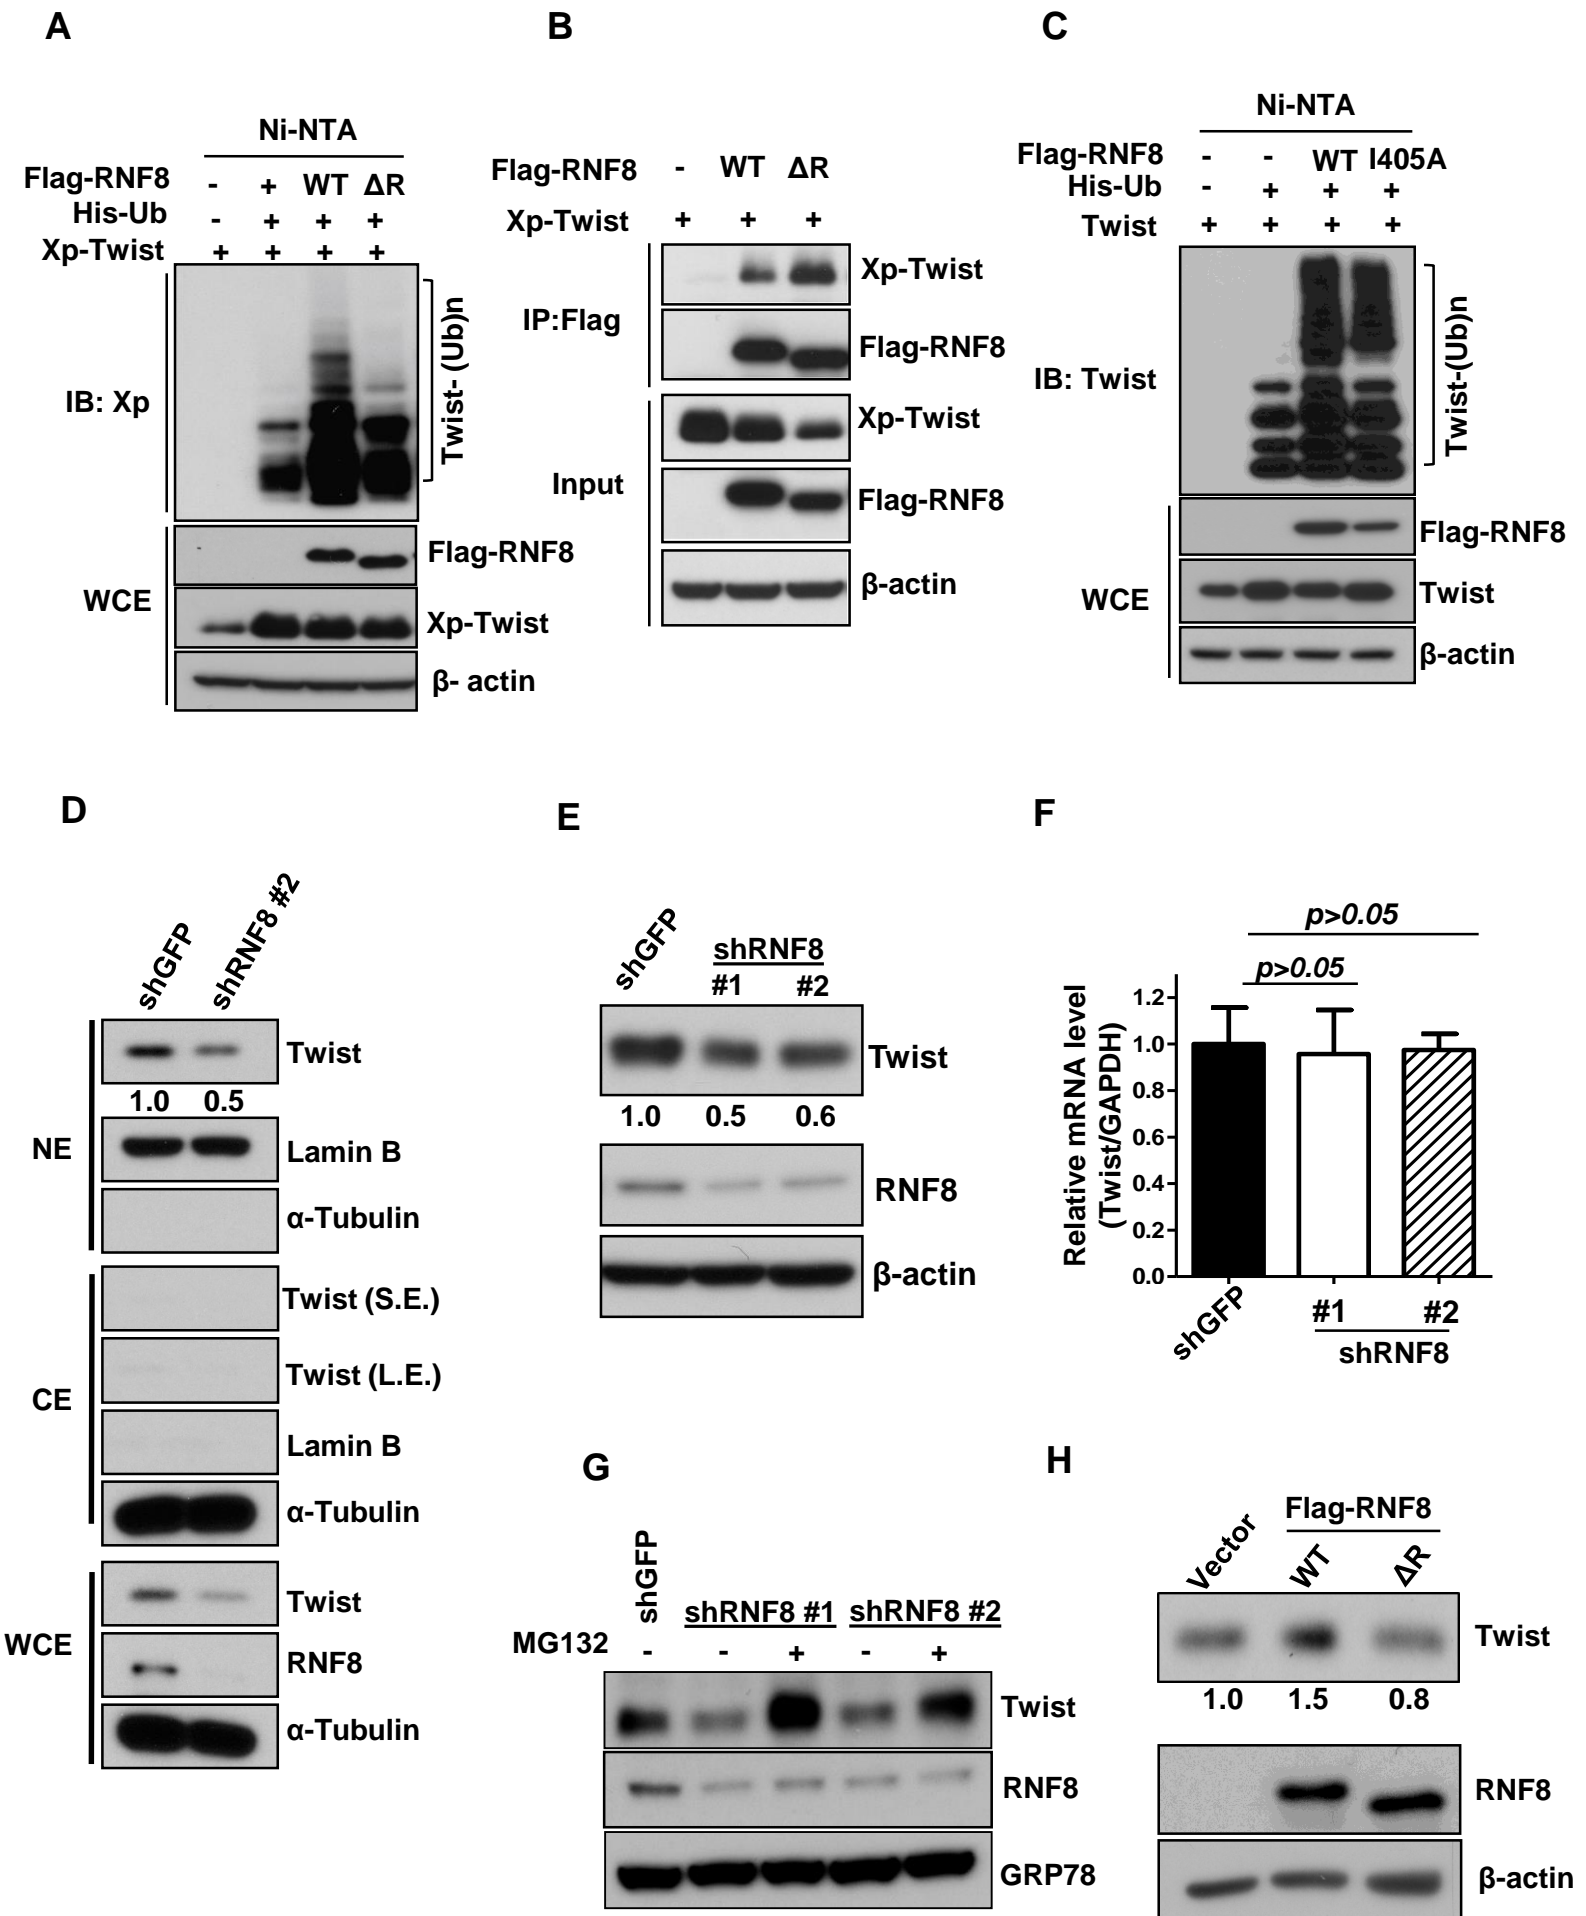 A
Ni-NTA
Flag-RNF8 - + WT ΔR
His-Ub - + + +
Xp-Twist + + + +
IB: Xp
Twist- (Ub)n
WCE
Flag-RNF8
Xp-Twist
β- actin
B
Flag-RNF8 - WT ΔR
Xp-Twist + + +
IP:Flag
Xp-Twist
Flag-RNF8
Input
Xp-Twist
Flag-RNF8
β-actin
C
Ni-NTA
Flag-RNF8 - - WT I405A
His-Ub - + + +
Twist + + + +
IB: Twist
Twist-(Ub)n
WCE
Flag-RNF8
Twist
β-actin
D
shGFP
shRNF8 #2
NE
Twist
1.0 0.5
Lamin B
α-Tubulin
CE
Twist (S.E.)
Twist (L.E.)
Lamin B
α-Tubulin
WCE
Twist
RNF8
α-Tubulin
E
shGFP
shRNF8
#1 #2
Twist
1.0 0.5 0.6
RNF8
β-actin
F
p>0.05
p>0.05
Relative mRNA level
(Twist/GAPDH)
1.2
1.0
0.8
0.6
0.4
0.2
0.0
shGFP
#1 #2
shRNF8
G
shGFP
shRNF8 #1 shRNF8 #2
MG132 - - + - +
Twist
RNF8
GRP78
H
Flag-RNF8
Vector
WT
ΔR
Twist
1.0 1.5 0.8
RNF8
β-actin